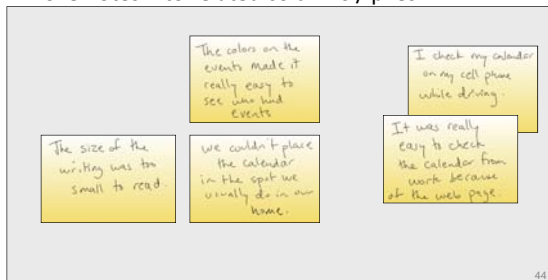 The colors on the
events made it
really easy to
see who had
events
I check my calendar
on my cell phone
while driving.
The size of the
writing was too
small to read.
we couldn't place
the calendar
in the spot we
usually do in our
home.
It was really
easy to check
the calendar from
work because
of the web page.
44